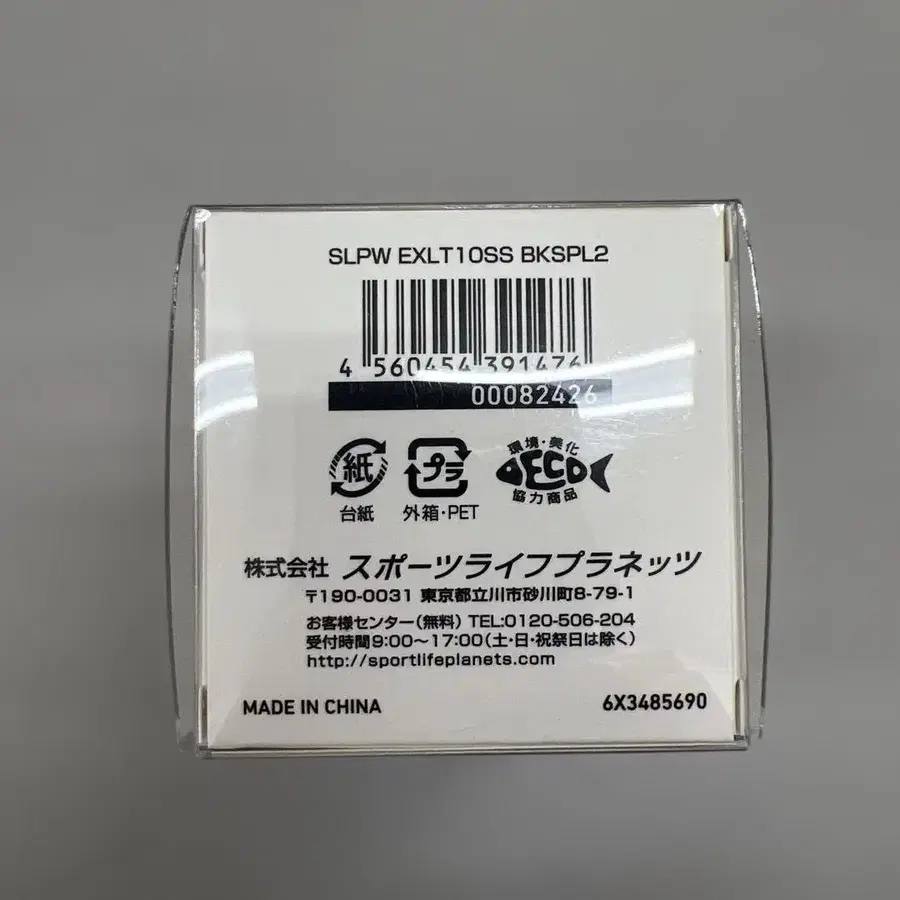 SLPW EXLT10SS BKSPL2
4 560454 391476
00082426
紙 プラ 環境・美化
ECO
協力商品
台紙 外箱・PET
株式会社 スポーツライフプラネッツ
〒190-0031 東京都立川市砂川町8-79-1
お客様センター(無料) TEL:0120-506-204
受付時間9:00〜17:00(土・日・祝祭日は除く)
http://sportlifeplanets.com
MADE IN CHINA 6X3485690